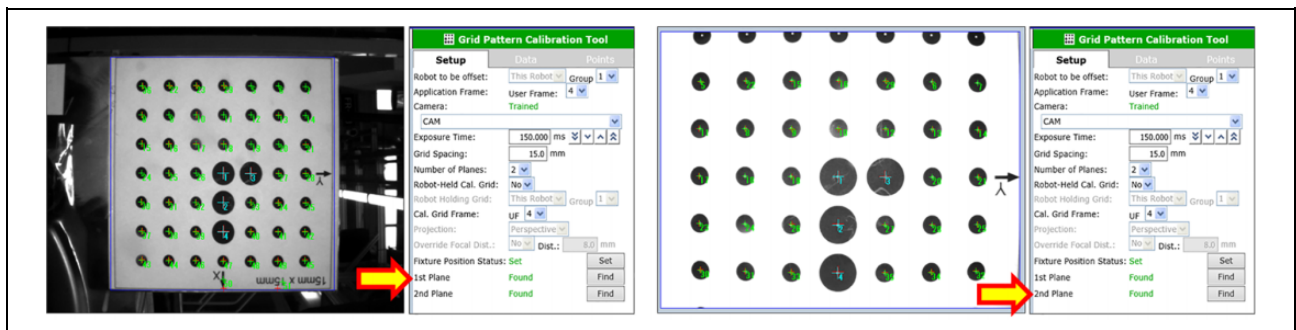 Grid Pattern Calibration Tool
Setup Data Points
Robot to be offset: This Robot Group 1
Application Frame: User Frame: 4
Camera: Trained
CAM
Exposure Time: 150.000 ms
Grid Spacing: 15.0 mm
Number of Planes: 2
Robot-Held Cal. Grid: No
Robot Holding Grid: This Robot Group 1
Cal. Grid Frame: UF 4
Projection: Perspective
Override Focal Dist.: No Dist.: 8.0 mm
Fixture Position Status: Set Set
1st Plane Found Find
2nd Plane Found Find
X
Y
15mm x 15mm
Grid Pattern Calibration Tool
Setup Data Points
Robot to be offset: This Robot Group 1
Application Frame: User Frame: 4
Camera: Trained
CAM
Exposure Time: 150.000 ms
Grid Spacing: 15.0 mm
Number of Planes: 2
Robot-Held Cal. Grid: No
Robot Holding Grid: This Robot Group 1
Cal. Grid Frame: UF 4
Projection: Perspective
Override Focal Dist.: No Dist.: 8.0 mm
Fixture Position Status: Set Set
1st Plane Found Find
2nd Plane Found Find
Y